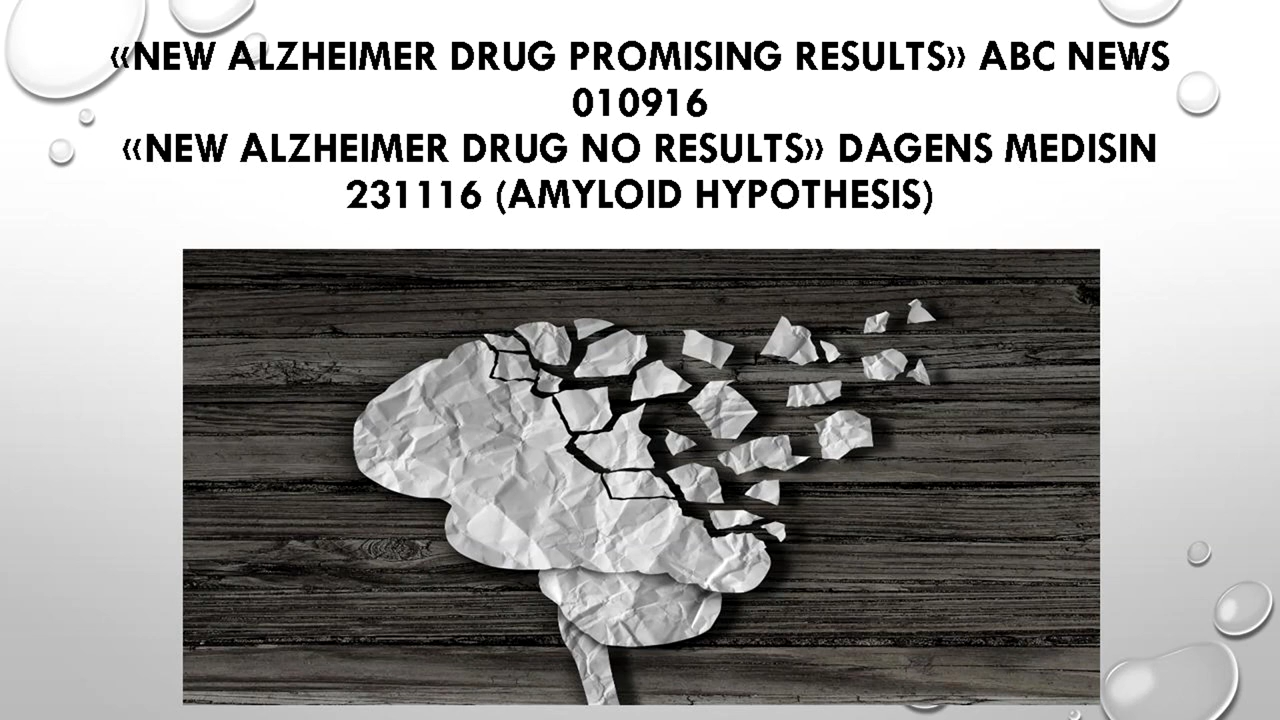 «NEW ALZHEIMER DRUG PROMISING RESULTS» ABC NEWS
010916
«NEW ALZHEIMER DRUG NO RESULTS» DAGENS MEDISIN
231116 (AMYLOID HYPOTHESIS)